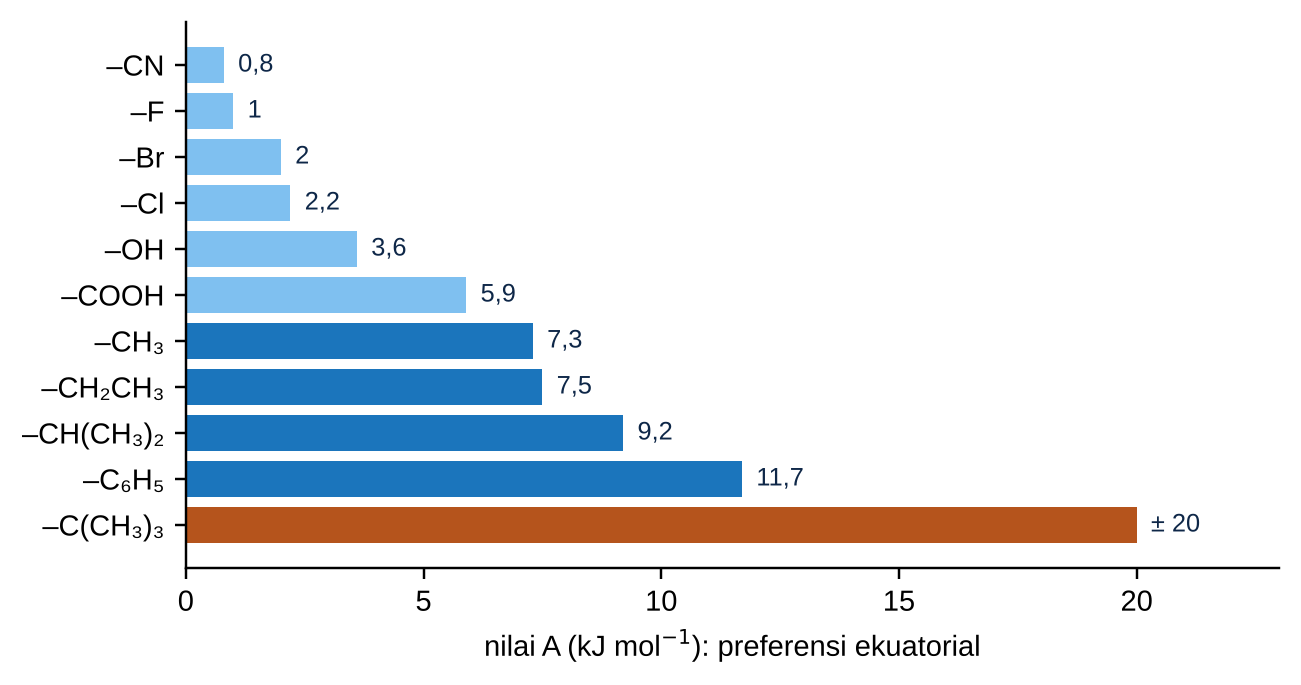 –CN 0,8
–F 1
–Br 2
–Cl 2,2
–OH 3,6
–COOH 5,9
–CH₃ 7,3
–CH₂CH₃ 7,5
–CH(CH₃)₂ 9,2
–C₆H₅ 11,7
–C(CH₃)₃ ± 20
0 5 10 15 20
nilai A (kJ mol⁻¹): preferensi ekuatorial